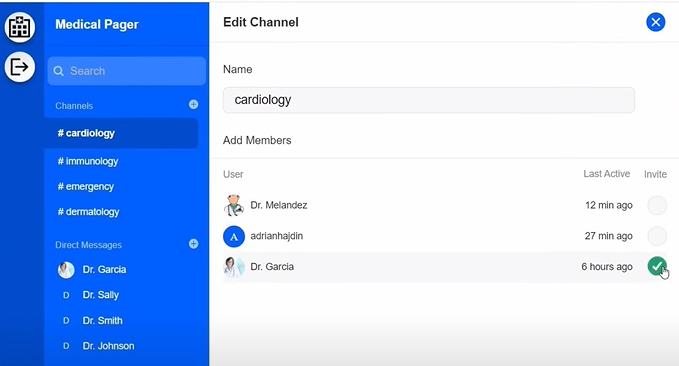 Medical Pager
Search
Channels
# cardiology
# immunology
# emergency
# dermatology
Direct Messages
Dr. Garcia
D Dr. Sally
D Dr. Smith
D Dr. Johnson
Edit Channel
Name
cardiology
Add Members
User Last Active Invite
Dr. Melandez 12 min ago
A adrianhajdin 27 min ago
Dr. Garcia 6 hours ago